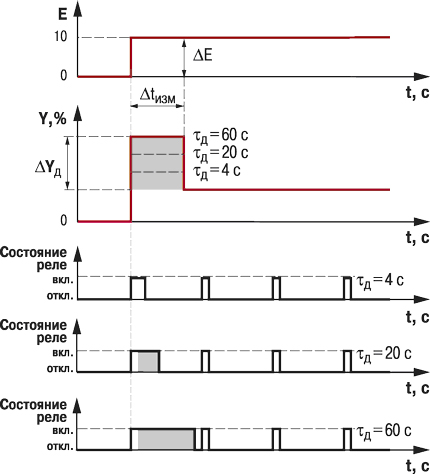 E
10
ΔE
0
t, c
Δtизм
Y,%
τд=60 c
τд=20 c
τд=4 c
ΔYд
0
t, c
Состояние
реле
вкл.
τд=4 c
откл.
t, c
Состояние
реле
вкл.
τд=20 c
откл.
t, c
Состояние
реле
вкл.
τд=60 c
откл.
t, c